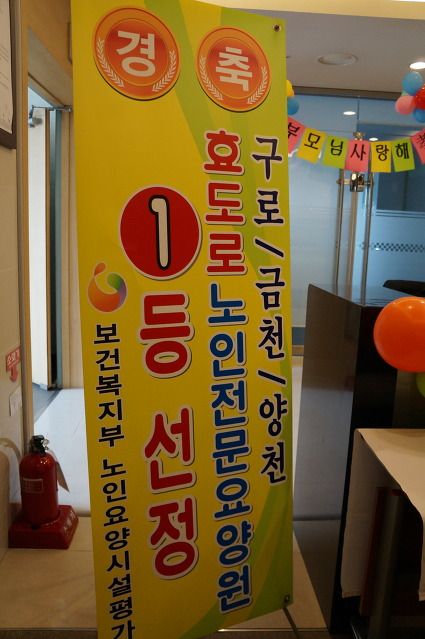 경축
구로/금천/양천
효도로노인전문요양원
1등 선정
보건복지부 노인요양시설평가
부모님사랑해